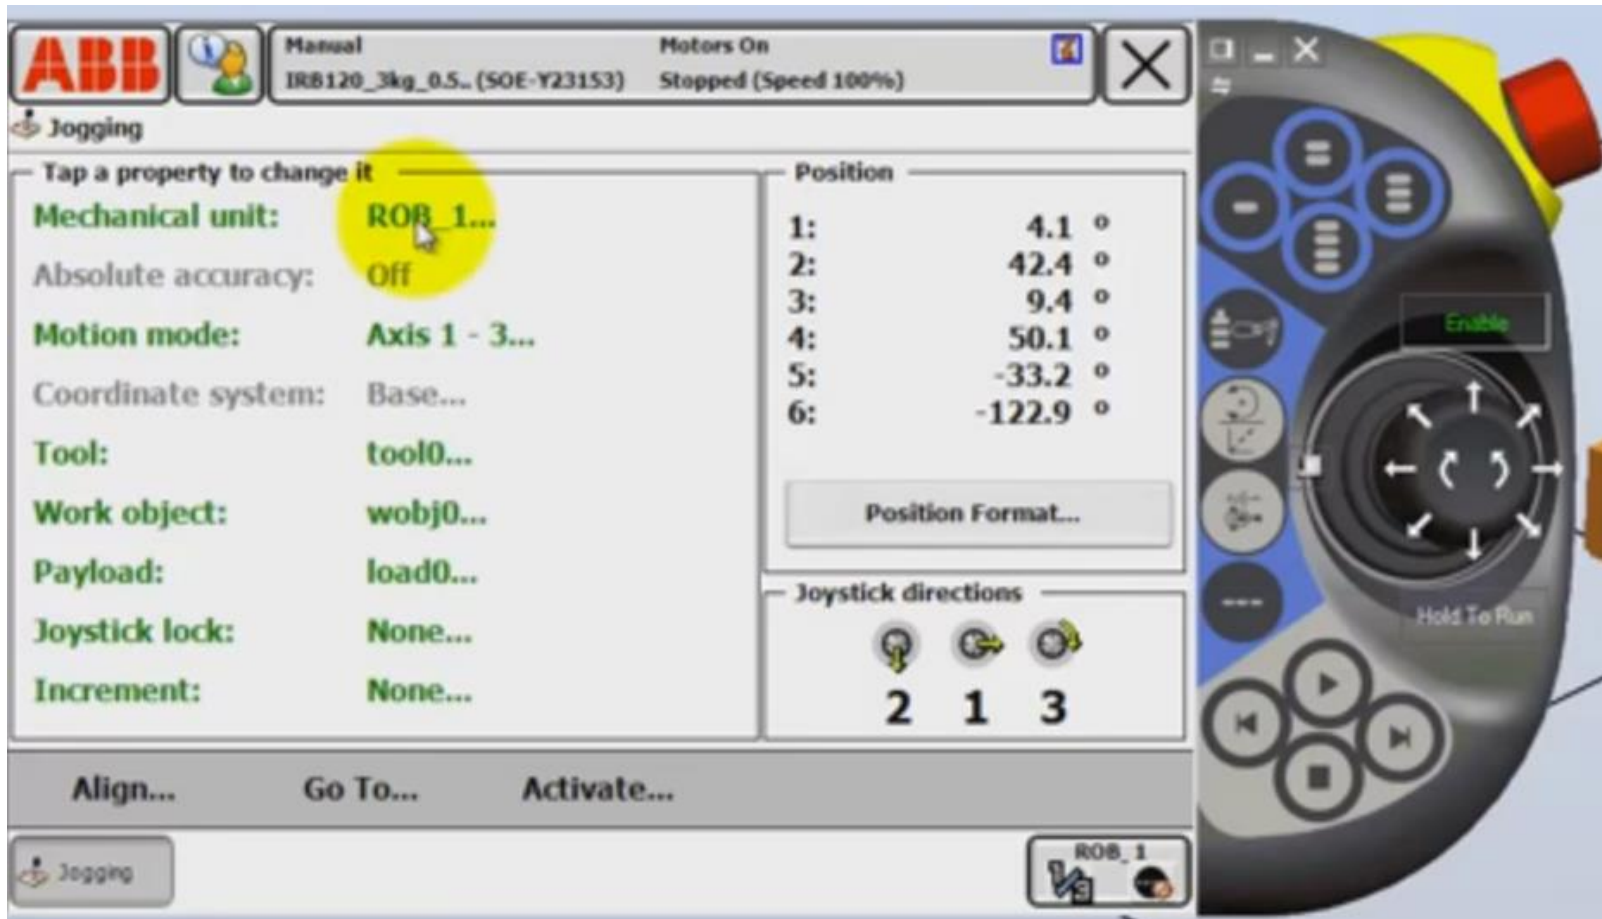 ABB
Manual
IRB120_3kg_0.5.. (SOE-Y23153)
Motors On
Stopped (Speed 100%)
Jogging
Tap a property to change it
Mechanical unit: ROB_1...
Absolute accuracy: Off
Motion mode: Axis 1 - 3...
Coordinate system: Base...
Tool: tool0...
Work object: wobj0...
Payload: load0...
Joystick lock: None...
Increment: None...
Position
1: 4.1 º
2: 42.4 º
3: 9.4 º
4: 50.1 º
5: -33.2 º
6: -122.9 º
Position Format...
Joystick directions
2 1 3
Align... Go To... Activate...
Jogging
ROB_1
1/3
Enable
Hold To Run